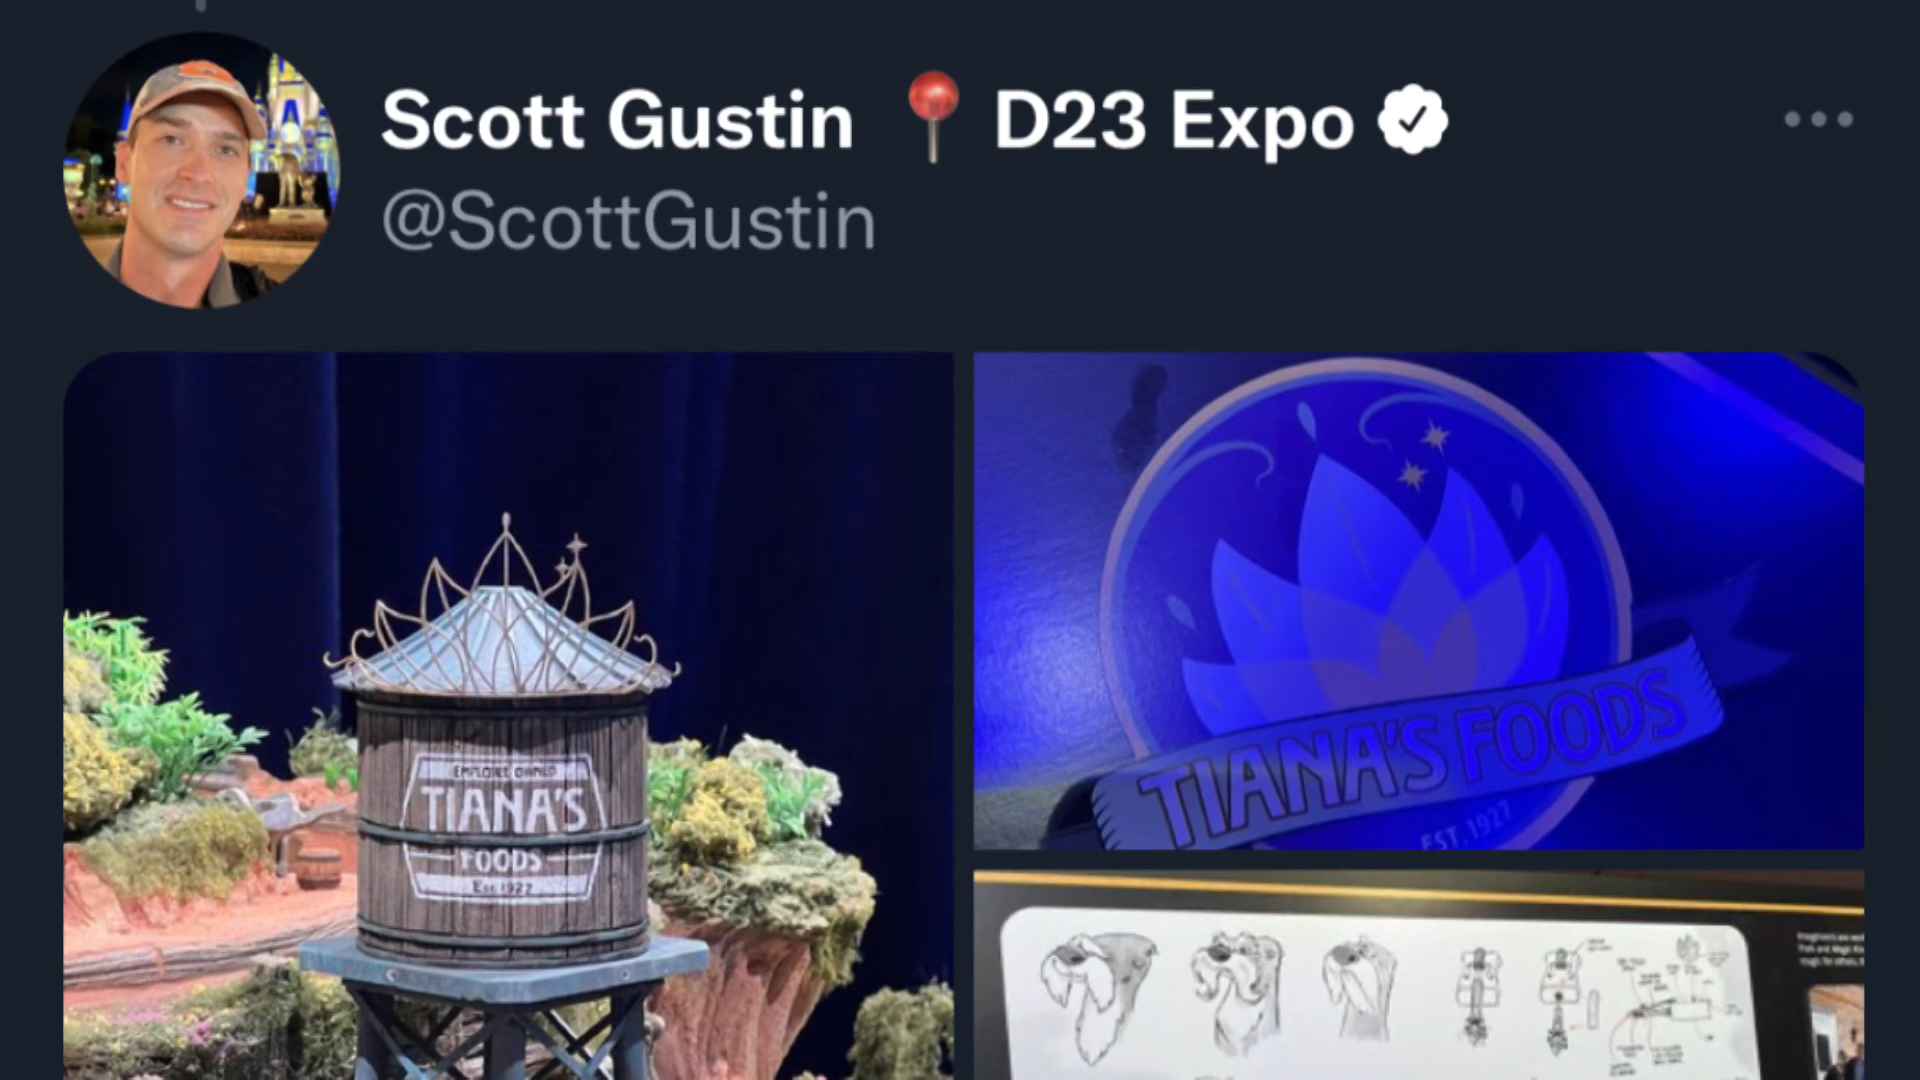 Scott Gustin 📍 D23 Expo
@ScottGustin
EMPLOYEE OWNED
TIANA'S
FOODS
Est. 1927
TIANA'S FOODS
EST. 1927